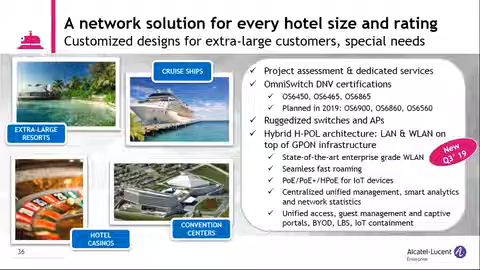 A network solution for every hotel size and rating
Customized designs for extra-large customers, special needs
EXTRA-LARGE
RESORTS
CRUISE SHIPS
HOTEL
CASINOS
CONVENTION
CENTERS
✓ Project assessment & dedicated services
✓ OmniSwitch DNV certifications
✓ OS6450, OS6465, OS6865
✓ Planned in 2019: OS6900, OS6860, OS6560
✓ Ruggedized switches and APs
✓ Hybrid H-POL architecture: LAN & WLAN on
top of GPON infrastructure
New
Q3' 19
✓ State-of-the-art enterprise grade WLAN
✓ Seamless fast roaming
✓ PoE/PoE+/HPoE for IoT devices
✓ Centralized unified management, smart analytics
and network statistics
✓ Unified access, guest management and captive
portals, BYOD, LBS, IoT containment
36
Alcatel-Lucent
Enterprise